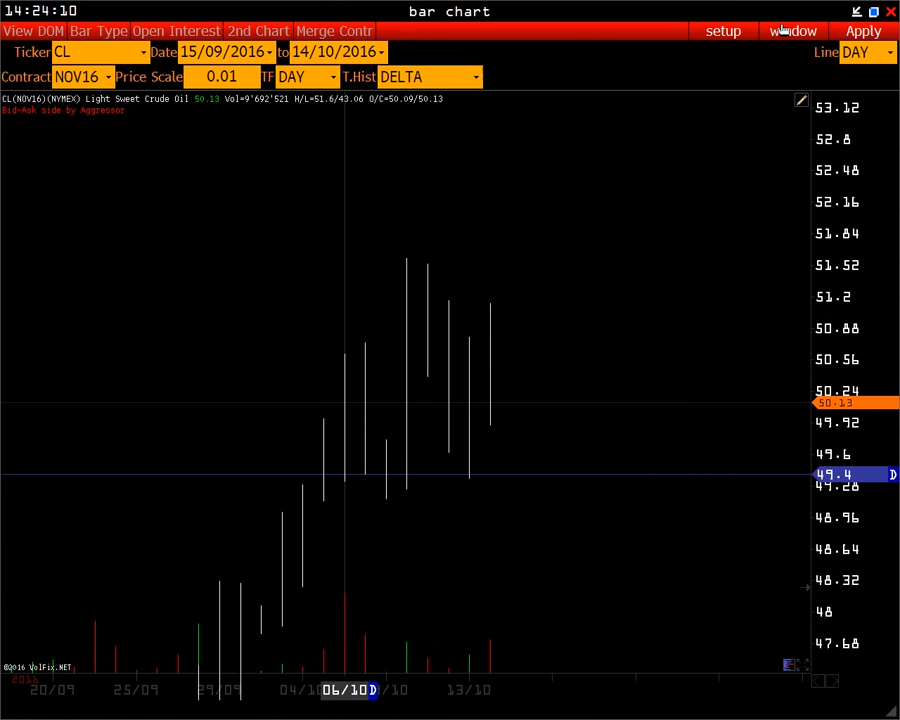 14:24:10 bar chart
View DOM Bar Type Open Interest 2nd Chart Merge Contr setup window Apply
Ticker CL Date 15/09/2016 to 14/10/2016 Line DAY
Contract NOV16 Price Scale 0.01 TF DAY T.Hist DELTA
CL(NOV16)(NYMEX) Light Sweet Crude Oil 50.13 Vol=9'692'521 H/L=51.6/43.06 O/C=50.09/50.13
Bid-Ask side by Aggressor
53.12
52.8
52.48
52.16
51.84
51.52
51.2
50.88
50.56
50.24
50.13
49.92
49.6
49.4 D
49.28
48.96
48.64
48.32
48
47.68
©2016 VolFix.NET
2016
20/09 25/09 29/09 04/10 06/10 D /10 13/10